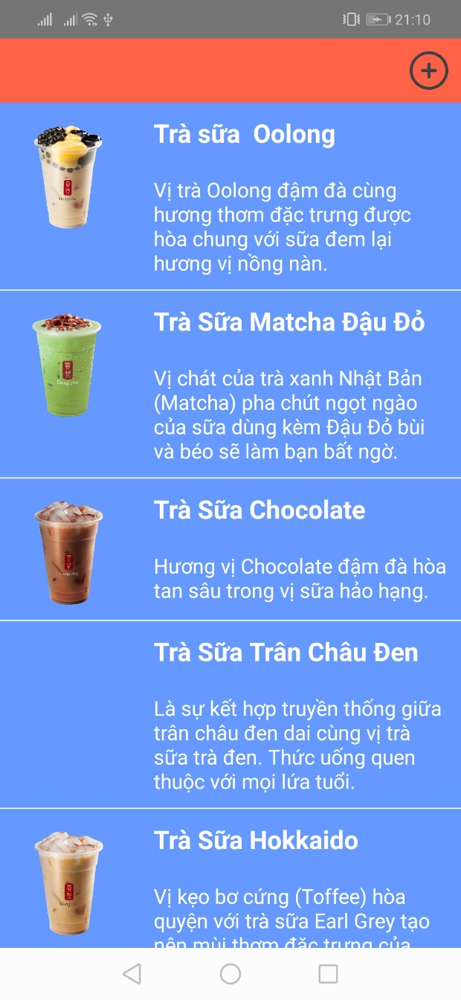 21:10
Trà sữa  Oolong
Vị trà Oolong đậm đà cùng
hương thơm đặc trưng được
hòa chung với sữa đem lại
hương vị nồng nàn.
Trà Sữa Matcha Đậu Đỏ
Vị chát của trà xanh Nhật Bản
(Matcha) pha chút ngọt ngào
của sữa dùng kèm Đậu Đỏ bùi
và béo sẽ làm bạn bất ngờ.
Gong cha
Trà Sữa Chocolate
Hương vị Chocolate đậm đà hòa
tan sâu trong vị sữa hảo hạng.
Trà Sữa Trân Châu Đen
Là sự kết hợp truyền thống giữa
trân châu đen dai cùng vị trà
sữa trà đen. Thức uống quen
thuộc với mọi lứa tuổi.
Trà Sữa Hokkaido
Vị kẹo bơ cứng (Toffee) hòa
quyện với trà sữa Earl Grey tạo
nên mùi thơm đặc trưng của